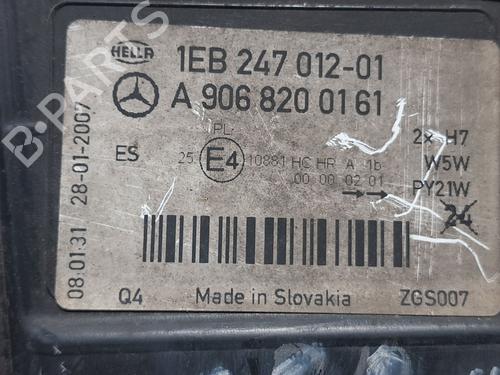 HELLA
1EB 247 012-01
A 906 820 01 61
PL
2x H7
ES
25
E4
10881 HC HR A 1b
W5W
00 00 02 01
PY21W
24
08:01:31 28-01-2007
Q4
Made in Slovakia
ZGS007
B-PARTS